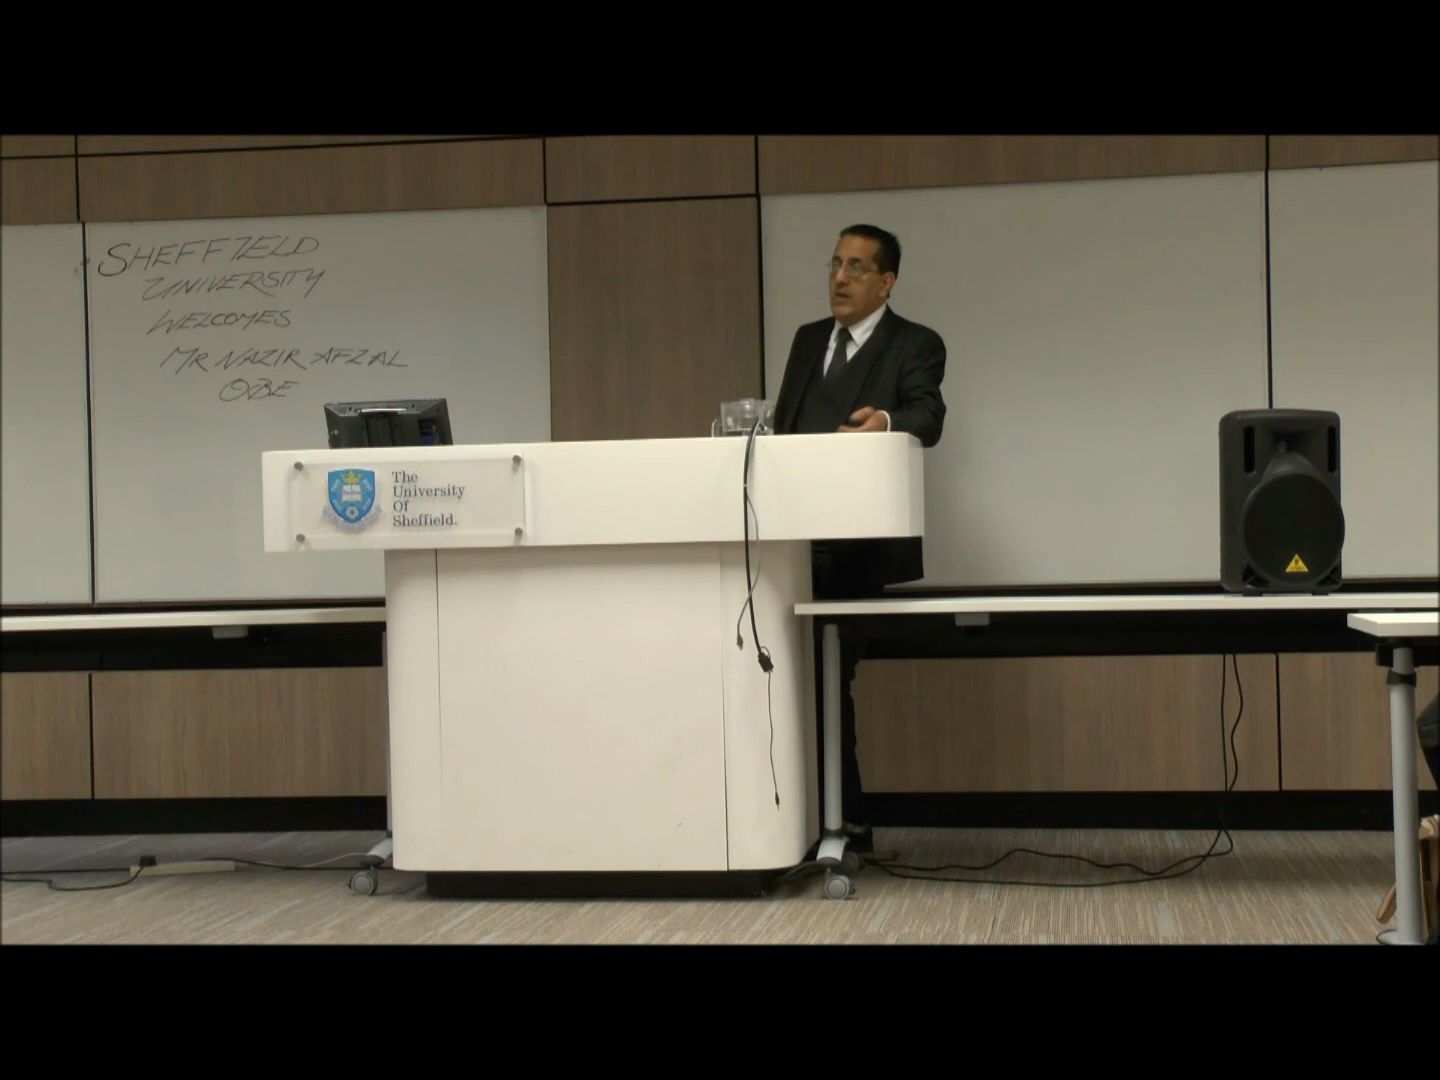 SHEFFIELD
UNIVERSITY
WELCOMES
MR NAZIR AFZAL
OBE
The
University
Of
Sheffield.